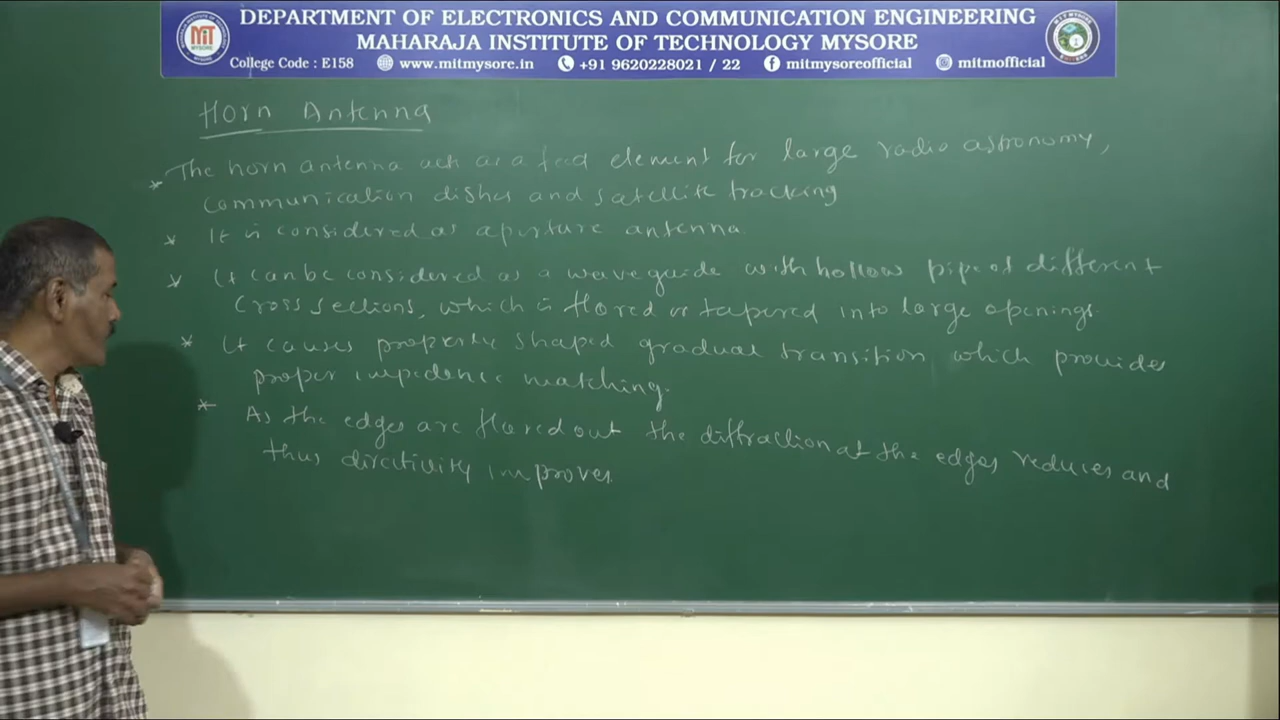 DEPARTMENT OF ELECTRONICS AND COMMUNICATION ENGINEERING
MAHARAJA INSTITUTE OF TECHNOLOGY MYSORE
College Code : E158 www.mitmysore.in +91 9620228021 / 22 mitmysoreofficial mitmofficial
MIT
MYSORE
Horn Antenna
* The horn antenna act as a feed element for large radio astronomy,
communication dishes and satellite tracking
* It is considered as aperture antenna.
* It can be considered as a waveguide with hollow pipe of different
cross sections, which is flared or tapered into large openings.
* It causes properly shaped gradual transition which provides
proper impedence matching.
* As the edges are flared out the diffraction at the edges reduces and
thus directivity improves.